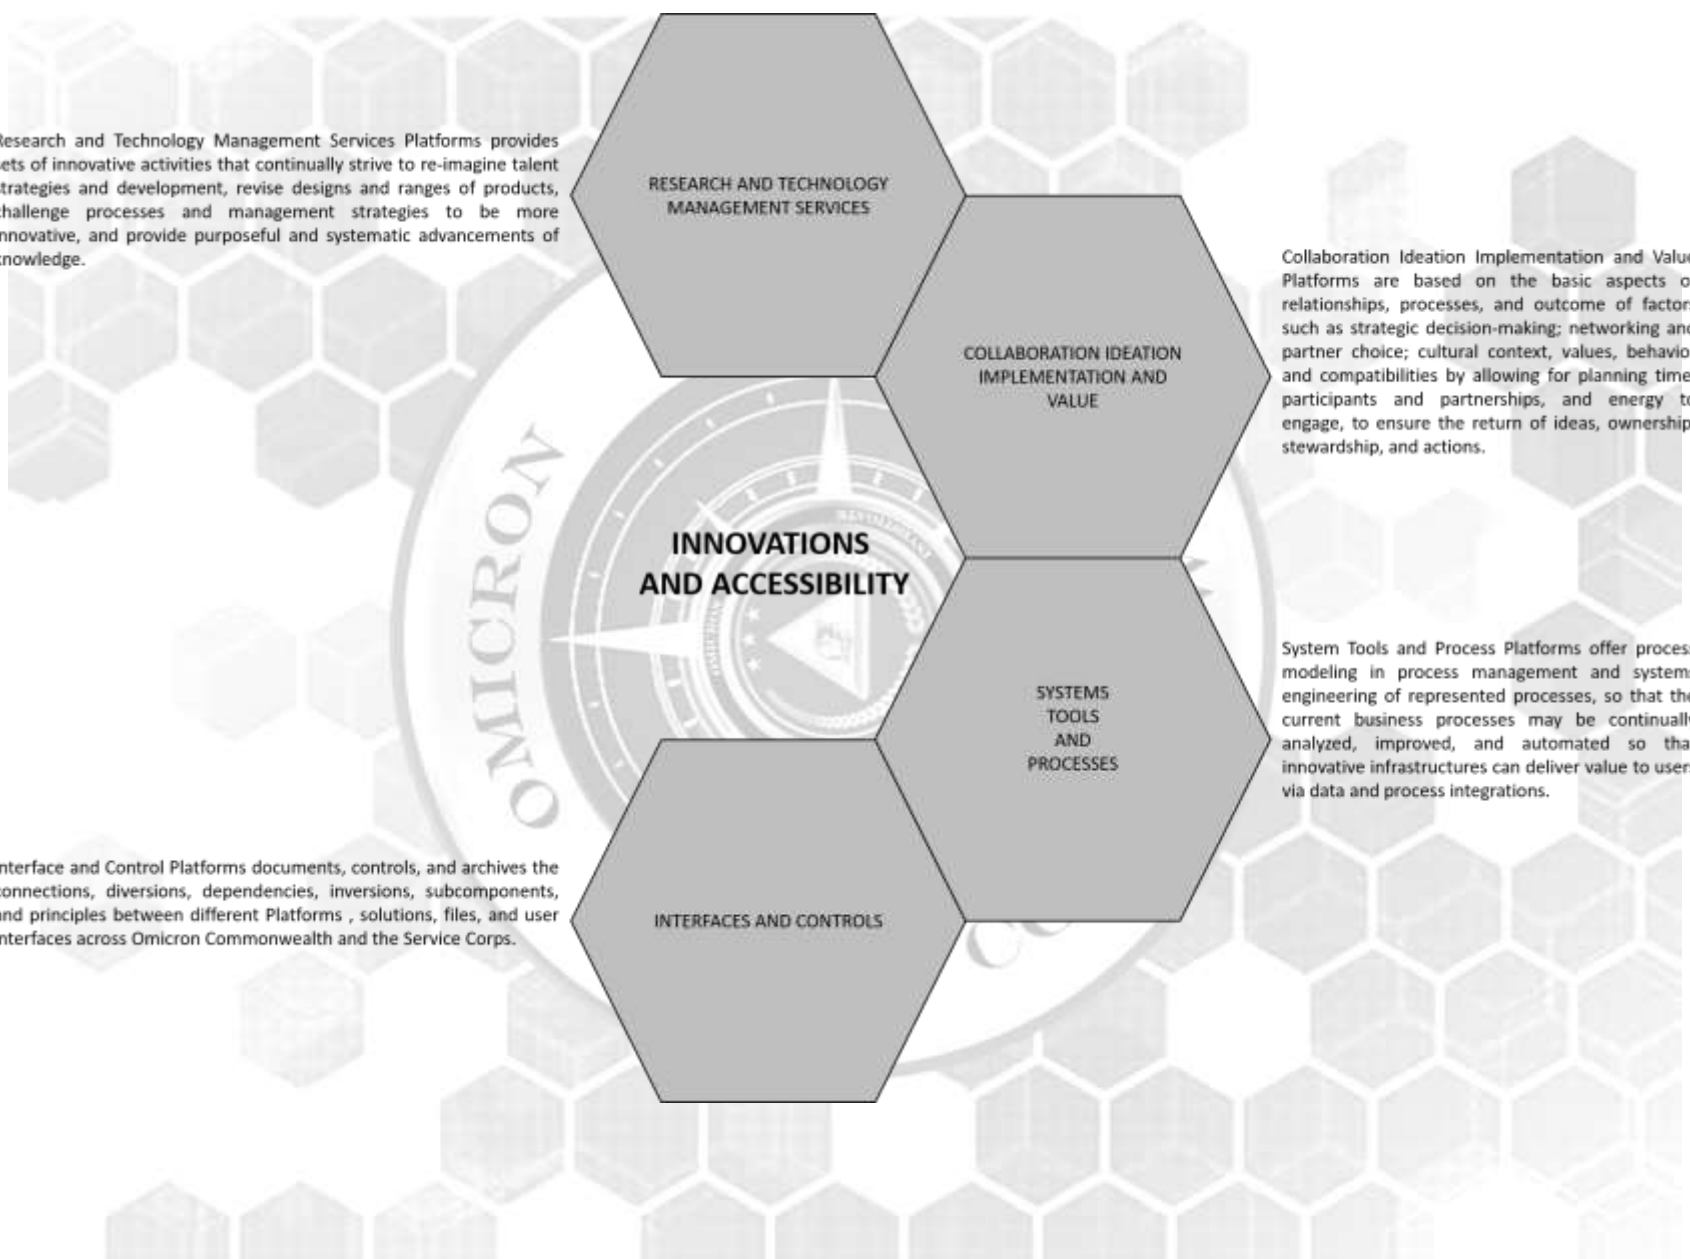 Research and Technology Management Services Platforms provides
sets of innovative activities that continually strive to re-imagine talent
strategies and development, revise designs and ranges of products,
challenge processes and management strategies to be more
innovative, and provide purposeful and systematic advancements of
knowledge.
RESEARCH AND TECHNOLOGY
MANAGEMENT SERVICES
COLLABORATION IDEATION
IMPLEMENTATION AND
VALUE
Collaboration Ideation Implementation and Value
Platforms are based on the basic aspects of
relationships, processes, and outcome of factors
such as strategic decision-making; networking and
partner choice; cultural context, values, behavior
and compatibilities by allowing for planning time,
participants and partnerships, and energy to
engage, to ensure the return of ideas, ownership,
stewardship, and actions.
OMICRON
INNOVATIONS
AND ACCESSIBILITY
SYSTEMS
TOOLS
AND
PROCESSES
System Tools and Process Platforms offer process
modeling in process management and systems
engineering of represented processes, so that the
current business processes may be continually
analyzed, improved, and automated so that
innovative infrastructures can deliver value to users
via data and process integrations.
Interface and Control Platforms documents, controls, and archives the
connections, diversions, dependencies, inversions, subcomponents,
and principles between different Platforms , solutions, files, and user
interfaces across Omicron Commonwealth and the Service Corps.
INTERFACES AND CONTROLS